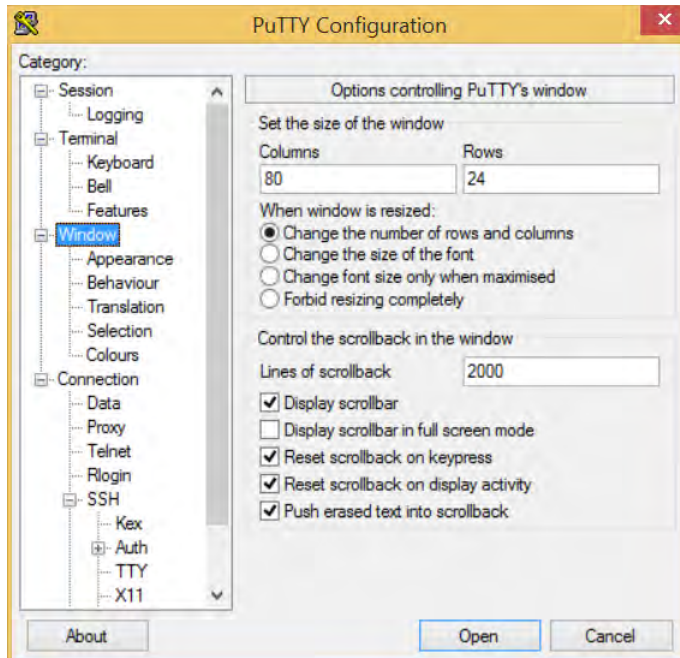 PuTTY Configuration
Category:
Session
Logging
Terminal
Keyboard
Bell
Features
Window
Appearance
Behaviour
Translation
Selection
Colours
Connection
Data
Proxy
Telnet
Rlogin
SSH
Kex
Auth
TTY
X11
Options controlling PuTTY's window
Set the size of the window
Columns Rows
80 24
When window is resized:
Change the number of rows and columns
Change the size of the font
Change font size only when maximised
Forbid resizing completely
Control the scrollback in the window
Lines of scrollback 2000
Display scrollbar
Display scrollbar in full screen mode
Reset scrollback on keypress
Reset scrollback on display activity
Push erased text into scrollback
About Open Cancel